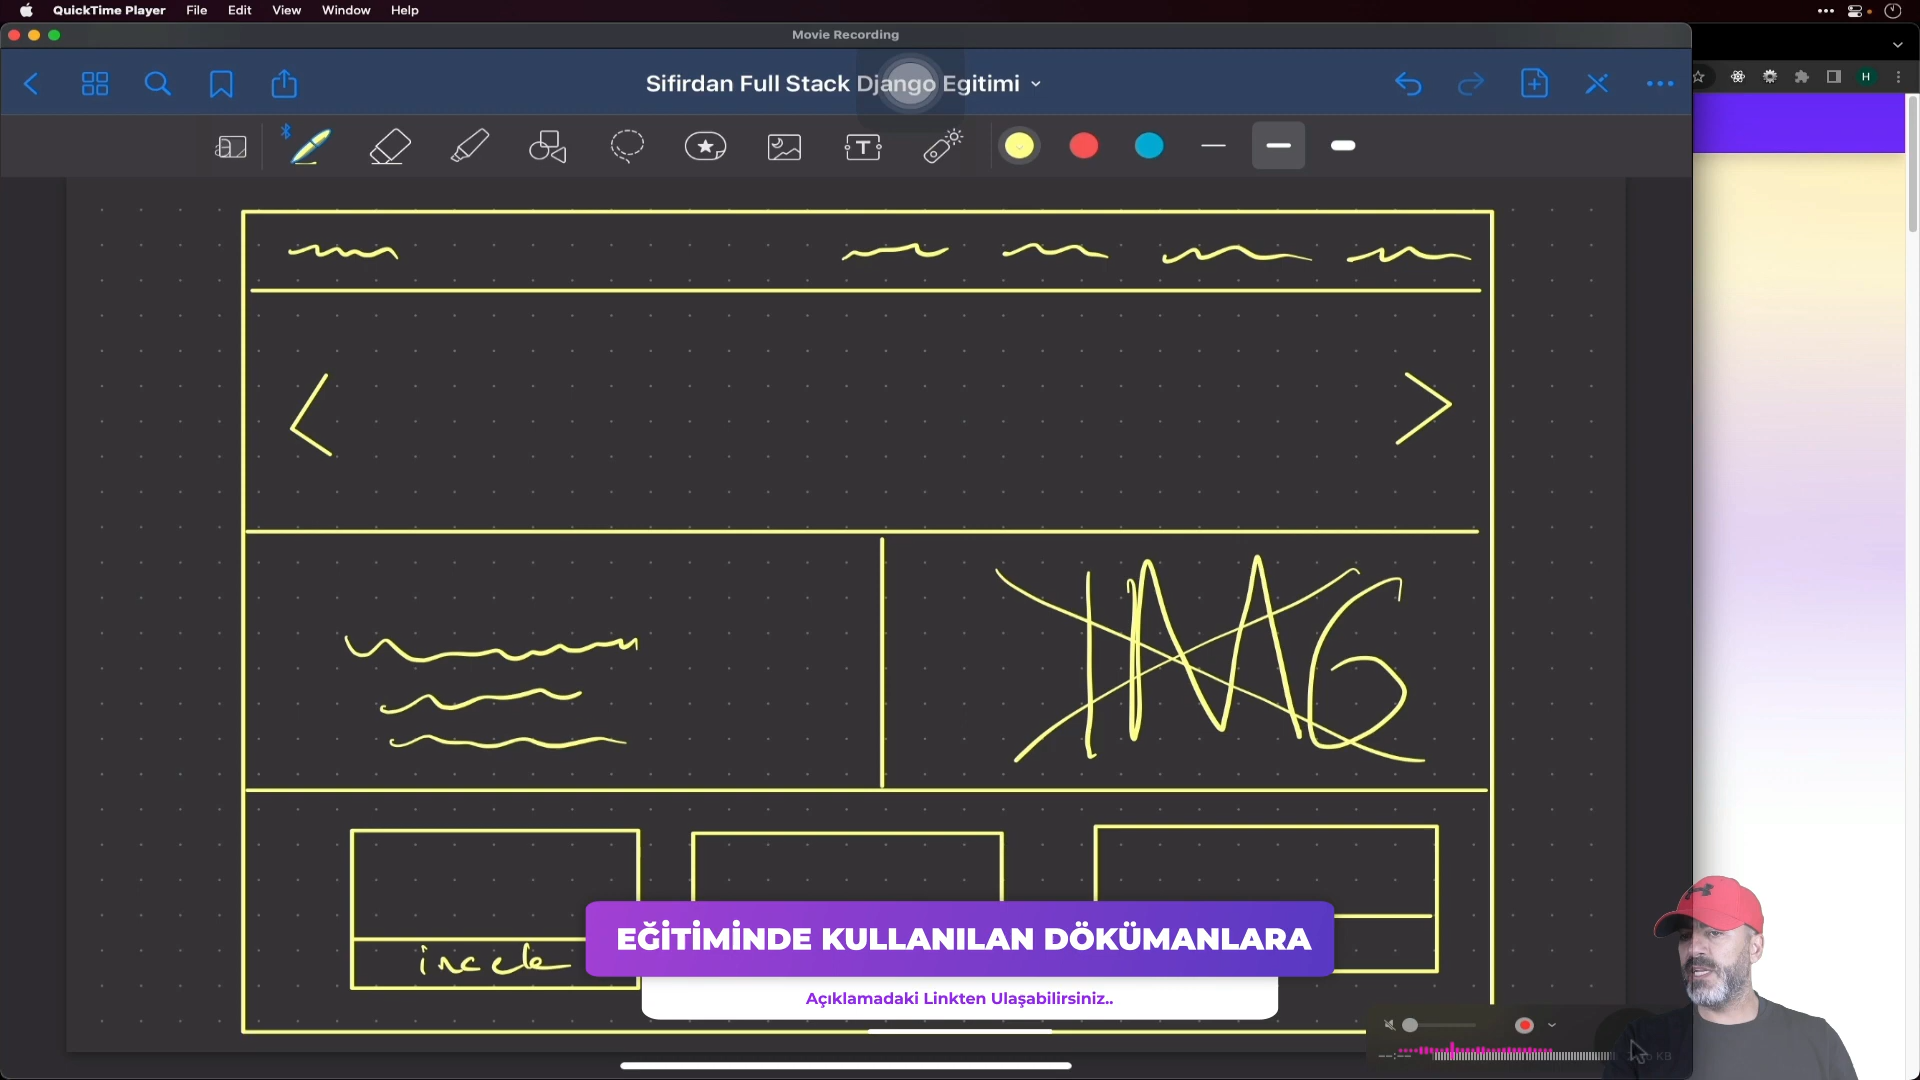 QuickTime Player File Edit View Window Help
Movie Recording
Sifirdan Full Stack Django Egitimi
H
IMG
incele
EĞİTİMİNDE KULLANILAN DÖKÜMANLARA
Açıklamadaki Linkten Ulaşabilirsiniz..
KB